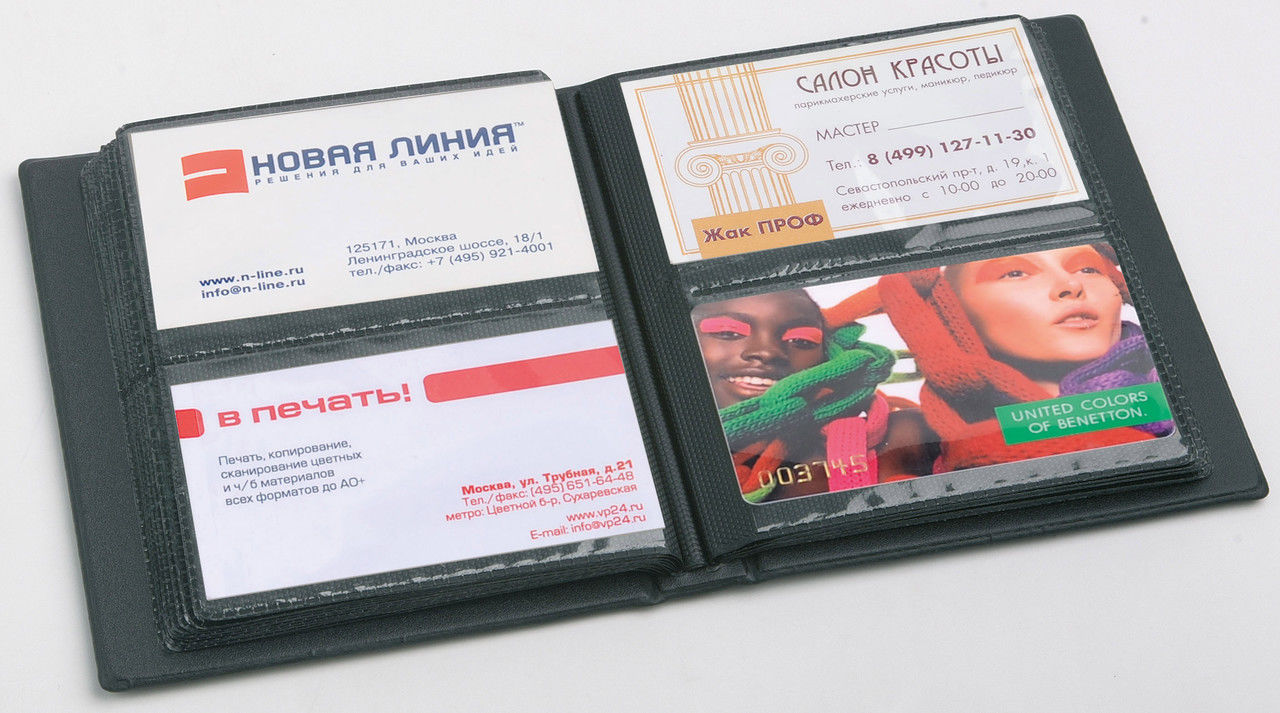 НОВАЯ ЛИНИЯ™
РЕШЕНИЯ ДЛЯ ВАШИХ ИДЕЙ
125171, Москва
Ленинградское шоссе, 18/1
тел./факс: +7 (495) 921-4001
www.n-line.ru
info@n-line.ru
в печать!
Печать, копирование,
сканирование цветных
и ч/б материалов
всех форматов до АО+
Москва, ул. Трубная, д.21
Тел./ факс: (495) 651-64-48
метро: Цветной б-р, Сухаревская
www.vp24.ru
E-mail: info@vp24.ru
САЛОН КРАСОТЫ
парикмахерские услуги, маникюр, педикюр
МАСТЕР
Тел.: 8 (499) 127-11-30
Севастопольский пр-т, д. 19, к. 1
ежедневно с 10-00 до 20-00
Жак ПРОФ
UNITED COLORS
OF BENETTON.
003745